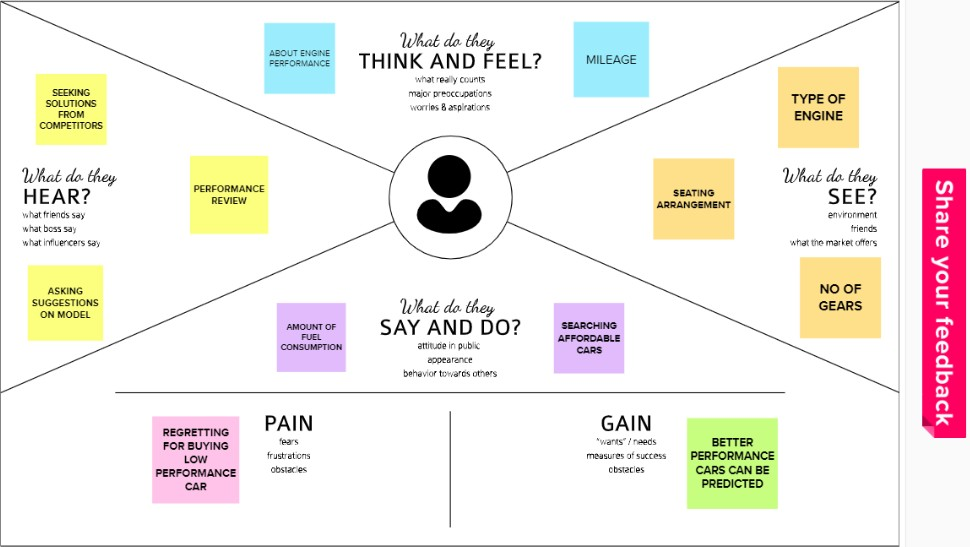 What do they
THINK AND FEEL?
what really counts
major preoccupations
worries & aspirations
ABOUT ENGINE
PERFORMANCE
MILEAGE
SEEKING
SOLUTIONS
FROM
COMPETITORS
What do they
HEAR?
what friends say
what boss say
what influencers say
PERFORMANCE
REVIEW
ASKING
SUGGESTIONS
ON MODEL
TYPE OF
ENGINE
SEATING
ARRANGEMENT
What do they
SEE?
environment
friends
what the market offers
NO OF
GEARS
What do they
SAY AND DO?
attitude in public
appearance
behavior towards others
AMOUNT OF
FUEL
CONSUMPTION
SEARCHING
AFFORDABLE
CARS
REGRETTING
FOR BUYING
LOW
PERFORMANCE
CAR
PAIN
fears
frustrations
obstacles
GAIN
"wants" / needs
measures of success
obstacles
BETTER
PERFORMANCE
CARS CAN BE
PREDICTED
Share your feedback